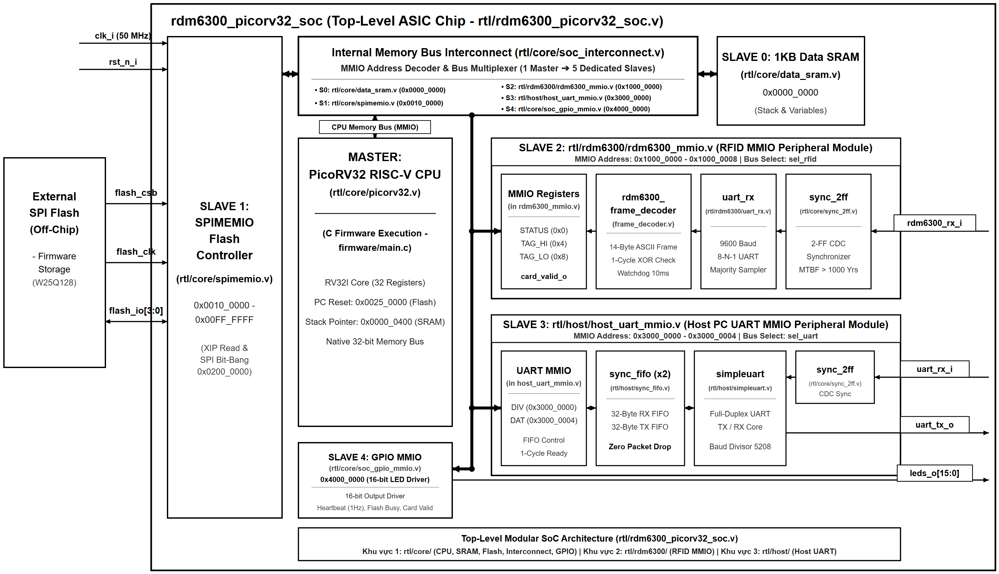 rdm6300_picorv32_soc (Top-Level ASIC Chip - rtl/rdm6300_picorv32_soc.v)
clk_i (50 MHz)
rst_n_i
External
SPI Flash
(Off-Chip)
- Firmware
Storage
(W25Q128)
flash_csb
flash_clk
flash_io[3:0]
SLAVE 1:
SPIMEMIO
Flash
Controller
(rtl/core/spimemio.v)
0x0010_0000 -
0x00FF_FFFF
(XIP Read &
SPI Bit-Bang
0x0200_0000)
Internal Memory Bus Interconnect (rtl/core/soc_interconnect.v)
MMIO Address Decoder & Bus Multiplexer (1 Master ➔ 5 Dedicated Slaves)
• S0: rtl/core/data_sram.v (0x0000_0000)
• S1: rtl/core/spimemio.v (0x0010_0000)
• S2: rtl/rdm6300/rdm6300_mmio.v (0x1000_0000)
• S3: rtl/host/host_uart_mmio.v (0x3000_0000)
• S4: rtl/core/soc_gpio_mmio.v (0x4000_0000)
SLAVE 0: 1KB Data SRAM
(rtl/core/data_sram.v)
0x0000_0000
(Stack & Variables)
CPU Memory Bus (MMIO)
MASTER:
PicoRV32 RISC-V CPU
(rtl/core/picorv32.v)
(C Firmware Execution -
firmware/main.c)
RV32I Core (32 Registers)
PC Reset: 0x0025_0000 (Flash)
Stack Pointer: 0x0000_0400 (SRAM)
Native 32-bit Memory Bus
SLAVE 2: rtl/rdm6300/rdm6300_mmio.v (RFID MMIO Peripheral Module)
MMIO Address: 0x1000_0000 - 0x1000_0008 | Bus Select: sel_rfid
MMIO Registers
(in rdm6300_mmio.v)
STATUS (0x0)
TAG_HI (0x4)
TAG_LO (0x8)
card_valid_o
rdm6300_
frame_decoder
(frame_decoder.v)
14-Byte ASCII Frame
1-Cycle XOR Check
Watchdog 10ms
uart_rx
(rtl/rdm6300/uart_rx.v)
9600 Baud
8-N-1 UART
Majority Sampler
sync_2ff
(rtl/core/sync_2ff.v)
2-FF CDC
Synchronizer
MTBF > 1000 Yrs
rdm6300_rx_i
SLAVE 3: rtl/host/host_uart_mmio.v (Host PC UART MMIO Peripheral Module)
MMIO Address: 0x3000_0000 - 0x3000_0004 | Bus Select: sel_uart
UART MMIO
(in host_uart_mmio.v)
DIV (0x3000_0000)
DAT (0x3000_0004)
FIFO Control
1-Cycle Ready
sync_fifo (x2)
(rtl/host/sync_fifo.v)
32-Byte RX FIFO
32-Byte TX FIFO
Zero Packet Drop
simpleuart
(rtl/host/simpleuart.v)
Full-Duplex UART
TX / RX Core
Baud Divisor 5208
sync_2ff
(rtl/core/sync_2ff.v)
CDC Sync
uart_rx_i
uart_tx_o
leds_o[15:0]
SLAVE 4: GPIO MMIO
(rtl/core/soc_gpio_mmio.v)
0x4000_0000 (16-bit LED Driver)
16-bit Output Driver
Heartbeat (1Hz), Flash Busy, Card Valid
Top-Level Modular SoC Architecture (rtl/rdm6300_picorv32_soc.v)
Khu vực 1: rtl/core/ (CPU, SRAM, Flash, Interconnect, GPIO) | Khu vực 2: rtl/rdm6300/ (RFID MMIO) | Khu vực 3: rtl/host/ (Host UART)